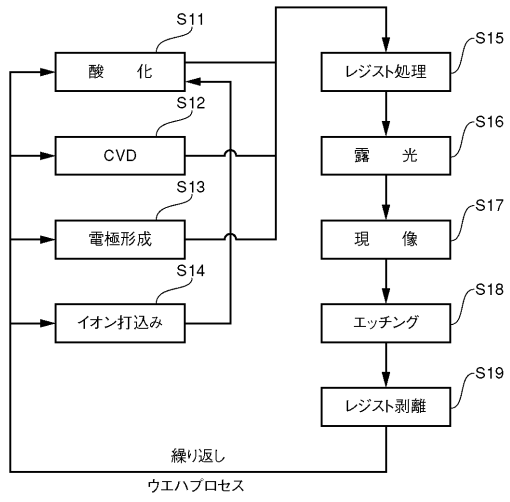 S11
酸 化
S12
CVD
S13
電極形成
S14
イオン打込み
S15
レジスト処理
S16
露 光
S17
現 像
S18
エッチング
S19
レジスト剥離
繰り返し
ウエハプロセス